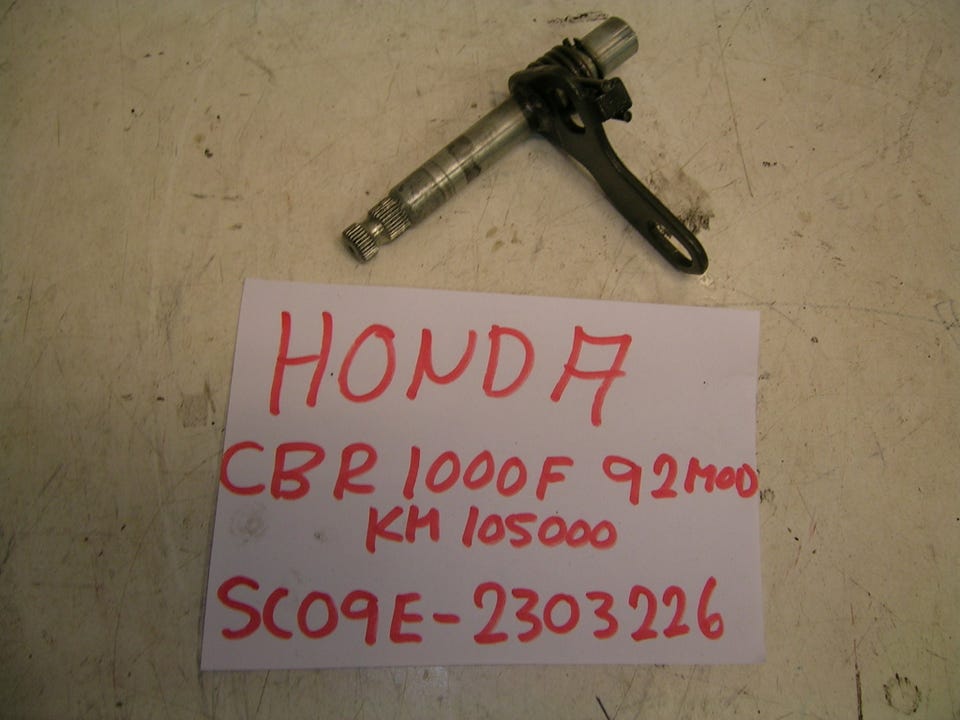 HONDA
CBR 1000F 92MOD
KM 105000
SC09E-2303226